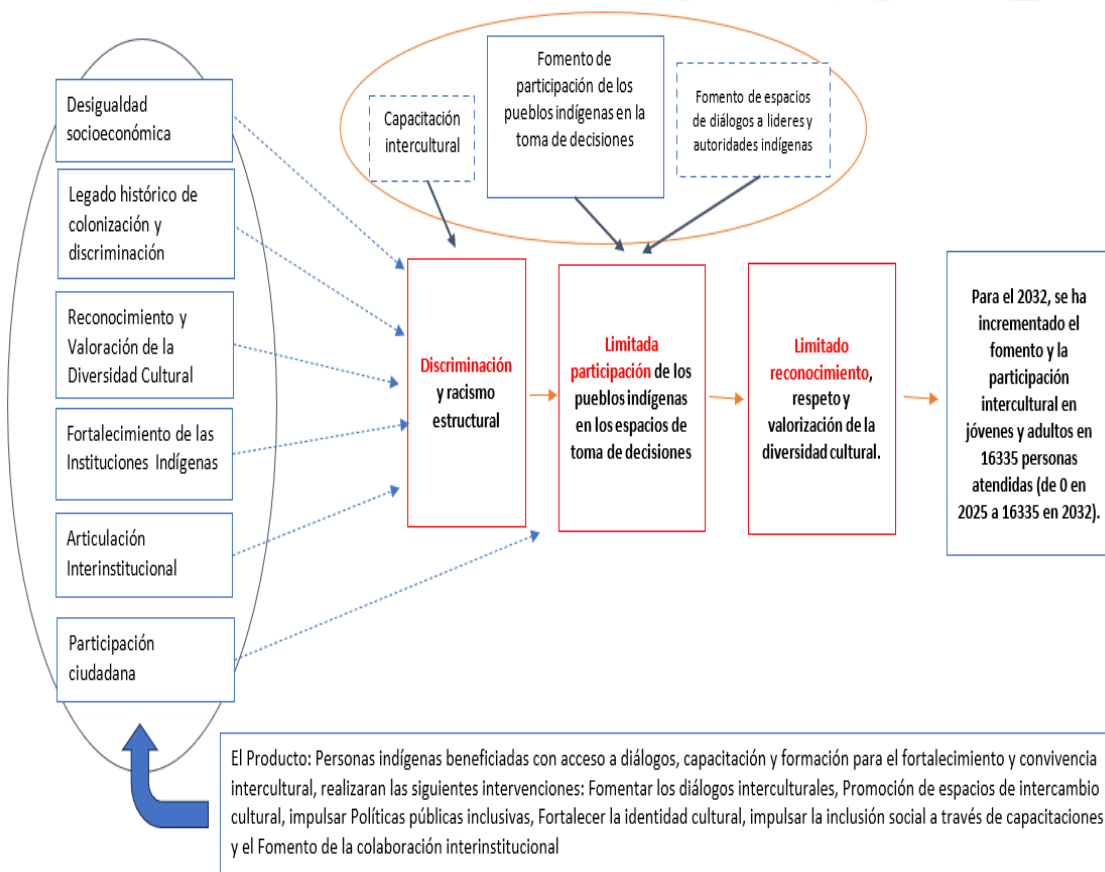 Desigualdad
socioeconómica
Legado histórico de
colonización y
discriminación
Reconocimiento y
Valoración de la
Diversidad Cultural
Fortalecimiento de las
Instituciones Indígenas
Articulación
Interinstitucional
Participación
ciudadana
Capacitación
intercultural
Fomento de
participación de los
pueblos indígenas en la
toma de decisiones
Fomento de espacios
de diálogos a lideres y
autoridades indígenas
Discriminación
y racismo
estructural
Limitada
participación de los
pueblos indígenas
en los espacios de
toma de decisiones
Limitado
reconocimiento,
respeto y
valorización de la
diversidad cultural.
Para el 2032, se ha
incrementado el
fomento y la
participación
intercultural en
jóvenes y adultos en
16335 personas
atendidas (de 0 en
2025 a 16335 en 2032).
El Producto: Personas indígenas beneficiadas con acceso a diálogos, capacitación y formación para el fortalecimiento y convivencia
intercultural, realizaran las siguientes intervenciones: Fomentar los diálogos interculturales, Promoción de espacios de intercambio
cultural, impulsar Políticas públicas inclusivas, Fortalecer la identidad cultural, impulsar la inclusión social a través de capacitaciones
y el Fomento de la colaboración interinstitucional